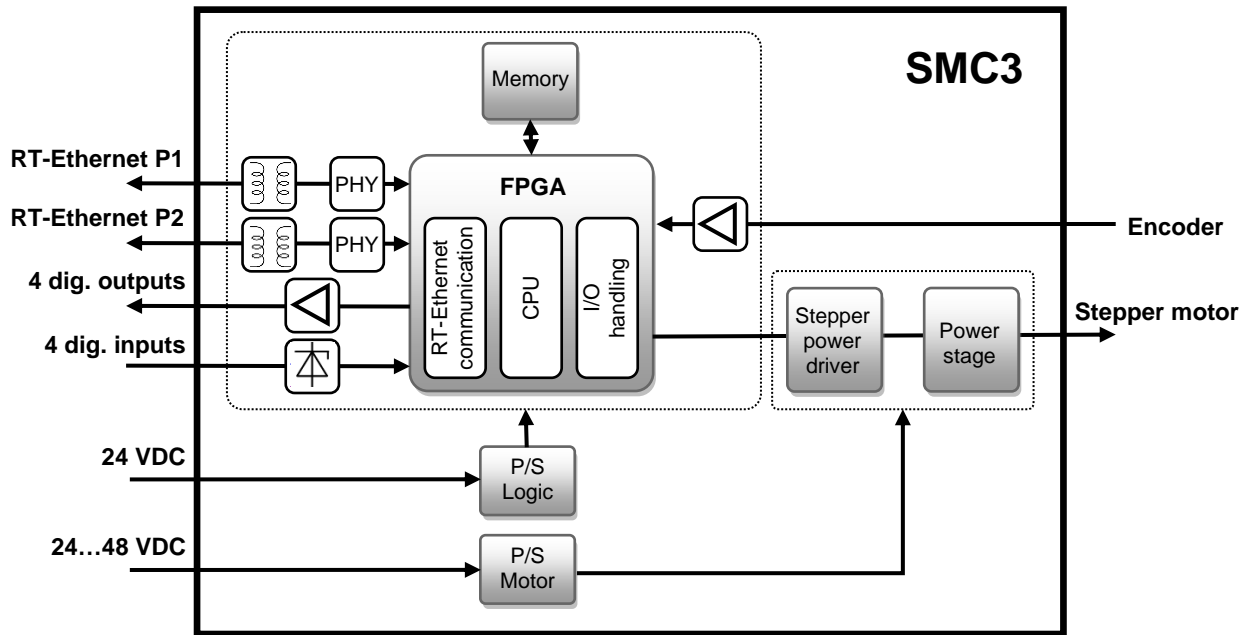 SMC3
Memory
RT-Ethernet P1
PHY
FPGA
RT-Ethernet P2
PHY
Encoder
RT-Ethernet
communication
CPU
I/O
handling
4 dig. outputs
4 dig. inputs
Stepper
power
driver
Power
stage
Stepper motor
24 VDC
P/S
Logic
24…48 VDC
P/S
Motor